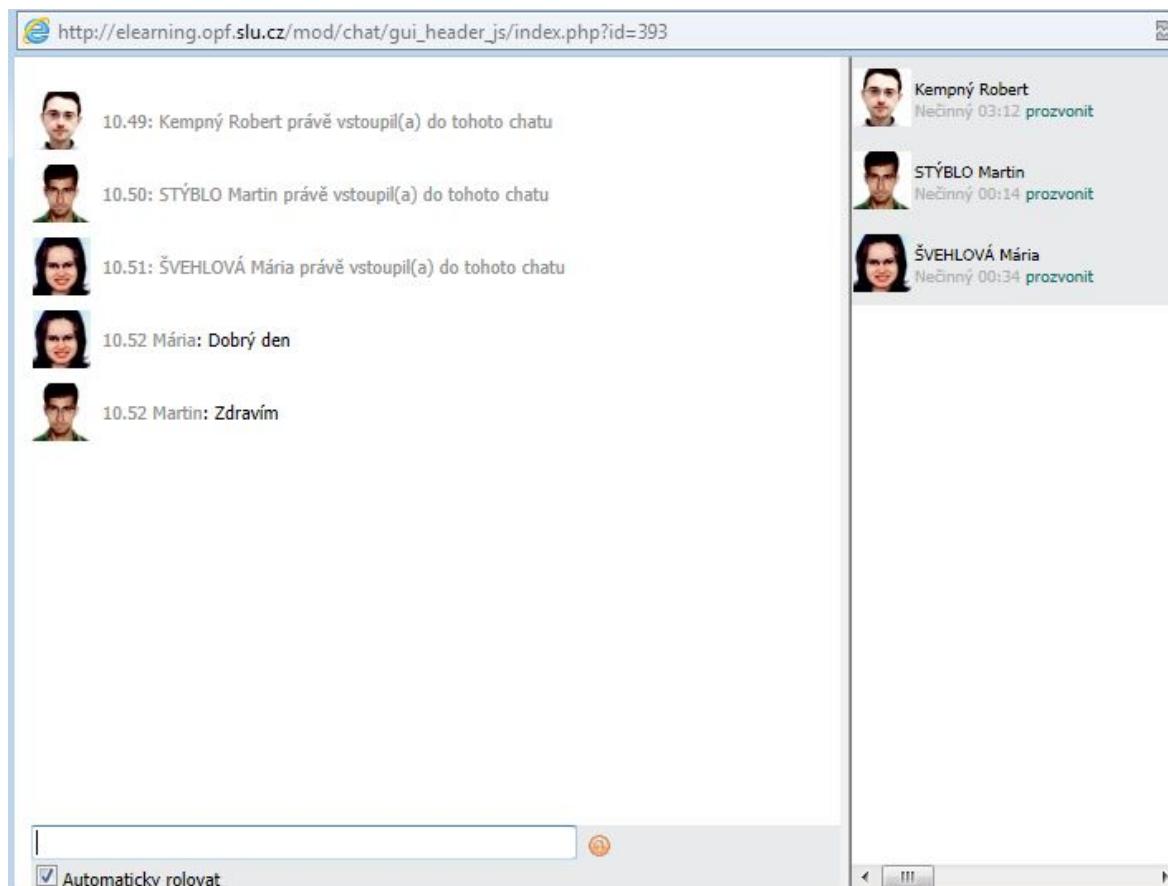 http://elearning.opf.slu.cz/mod/chat/gui_header_js/index.php?id=393
10.49: Kempný Robert právě vstoupil(a) do tohoto chatu
10.50: STÝBLO Martin právě vstoupil(a) do tohoto chatu
10.51: ŠVEHLOVÁ Mária právě vstoupil(a) do tohoto chatu
10.52 Mária: Dobrý den
10.52 Martin: Zdravím
Automaticky rolovat
Kempný Robert
Nečinný 03:12 prozvonit
STÝBLO Martin
Nečinný 00:14 prozvonit
ŠVEHLOVÁ Mária
Nečinný 00:34 prozvonit